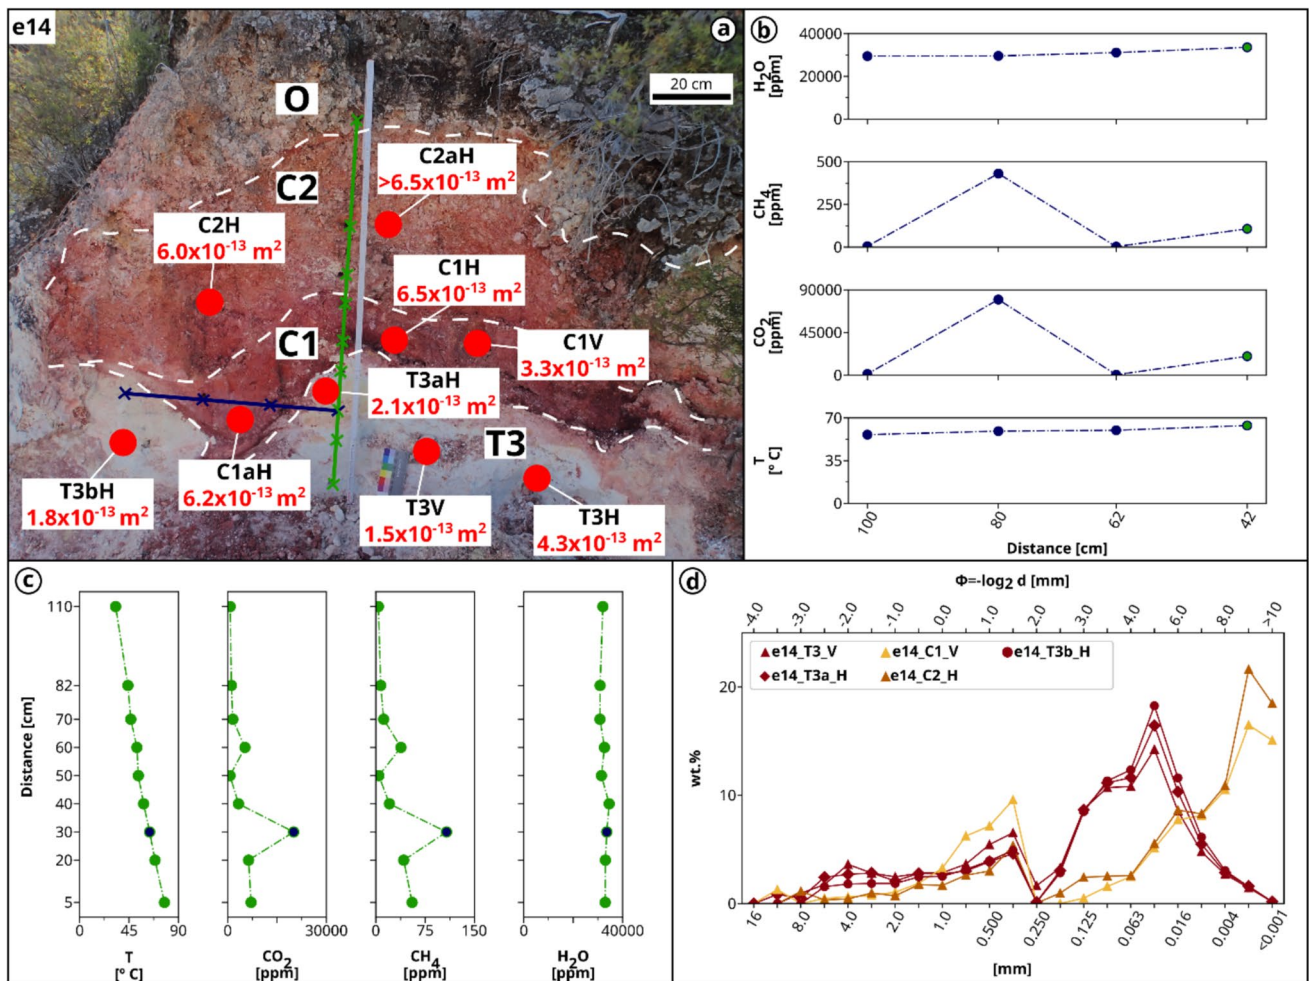 e14
a
20 cm
O
C2
C2aH
>6.5x10⁻¹³ m²
C2H
6.0x10⁻¹³ m²
C1H
6.5x10⁻¹³ m²
C1
C1V
3.3x10⁻¹³ m²
T3aH
2.1x10⁻¹³ m²
T3
T3bH
1.8x10⁻¹³ m²
C1aH
6.2x10⁻¹³ m²
T3V
1.5x10⁻¹³ m²
T3H
4.3x10⁻¹³ m²
b
H₂O
[ppm]
40000
20000
0
CH₄
[ppm]
500
250
0
CO₂
[ppm]
90000
45000
0
T
[° C]
70
35
0
100 80 62 42
Distance [cm]
c
Distance [cm]
110
82
70
60
50
40
30
20
5
0 45 90
T
[° C]
0 30000
CO₂
[ppm]
0 75 150
CH₄
[ppm]
0 40000
H₂O
[ppm]
d
Φ=-log₂ d [mm]
-4.0 -3.0 -2.0 -1.0 0.0 1.0 2.0 3.0 4.0 6.0 8.0 >10
e14_T3_V e14_C1_V e14_T3b_H
e14_T3a_H e14_C2_H
wt.%
20
10
0
16 8.0 4.0 2.0 1.0 0.500 0.250 0.125 0.063 0.016 0.004 <0.001
[mm]